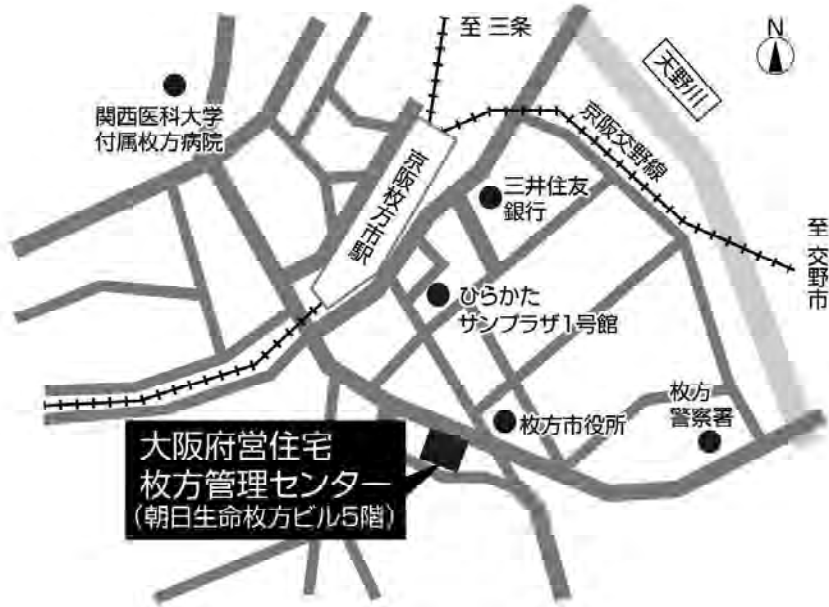 至 三条
N
天野川
関西医科大学
付属枚方病院
京阪交野線
京阪枚方市駅
三井住友
銀行
至 交野市
ひらかた
サンプラザ1号館
枚方
警察署
枚方市役所
大阪府営住宅
枚方管理センター
(朝日生命枚方ビル5階)